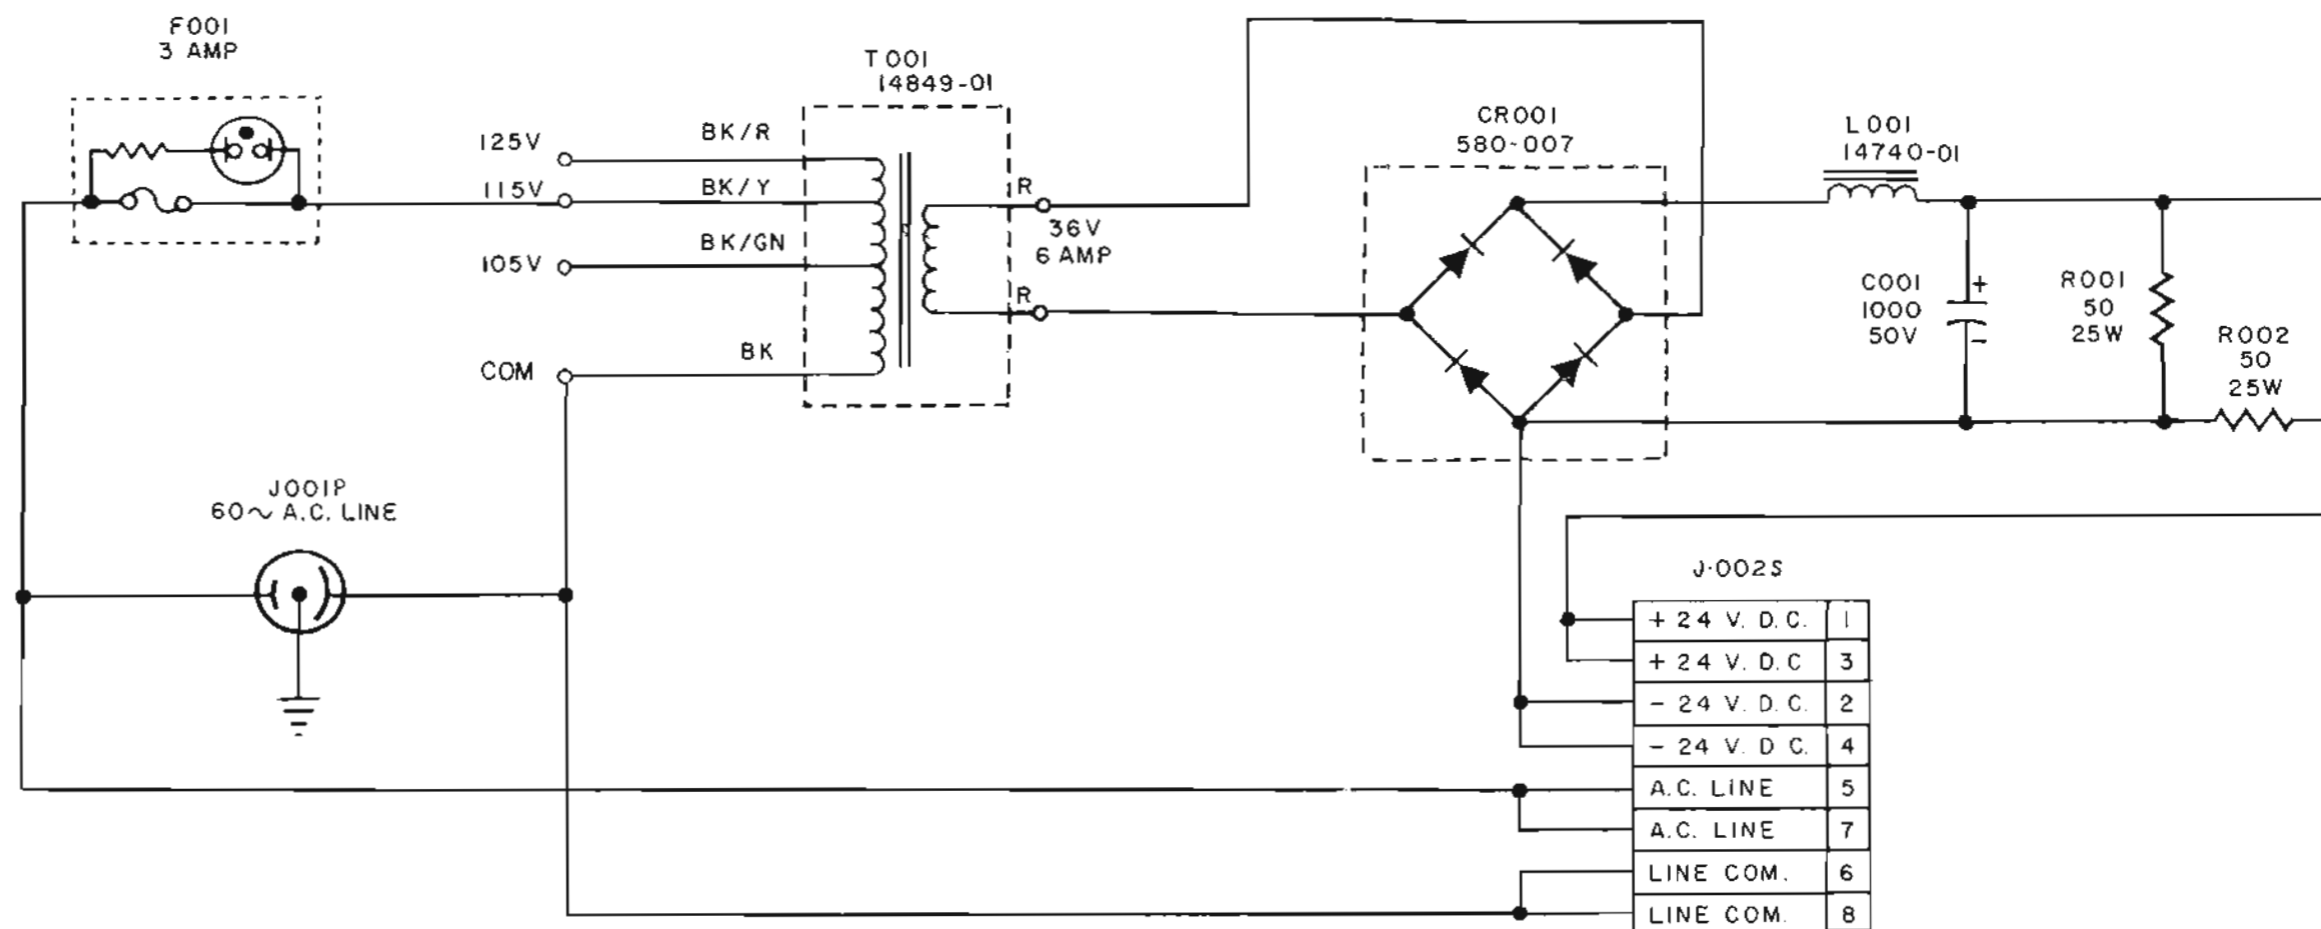 F001
3 AMP
T001
14849-01
125V
BK/R
115V
BK/Y
105V
BK/GN
COM
BK
R
36V
6 AMP
R
CR001
580-007
L001
14740-01
C001
1000
50V
+
-
R001
50
25W
R002
50
25W
J001P
60~ A.C. LINE
J-002S
+ 24 V. D.C. 1
+ 24 V. D.C 3
- 24 V. D.C. 2
- 24 V. D C. 4
A.C. LINE 5
A.C. LINE 7
LINE COM. 6
LINE COM. 8